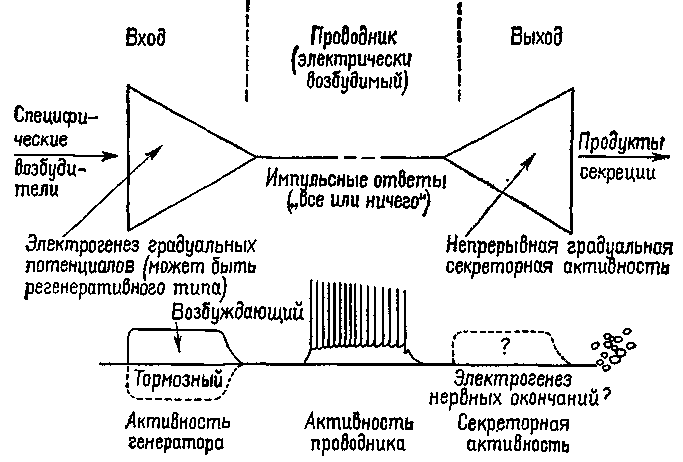 Вход
Проводник
(электрически
возбудимый)
Выход
Специфи-
ческие
возбуди-
тели
Продукты
секреции
Импульсные ответы
(„все или ничего")
Электрогенез градуальных
потенциалов (может быть
регенеративного типа)
Непрерывная градуальная
секреторная активность
Возбуждающий
Тормозный
?
Электрогенез
нервных окончаний?
Активность
генератора
Активность
проводника
Секреторная
активность